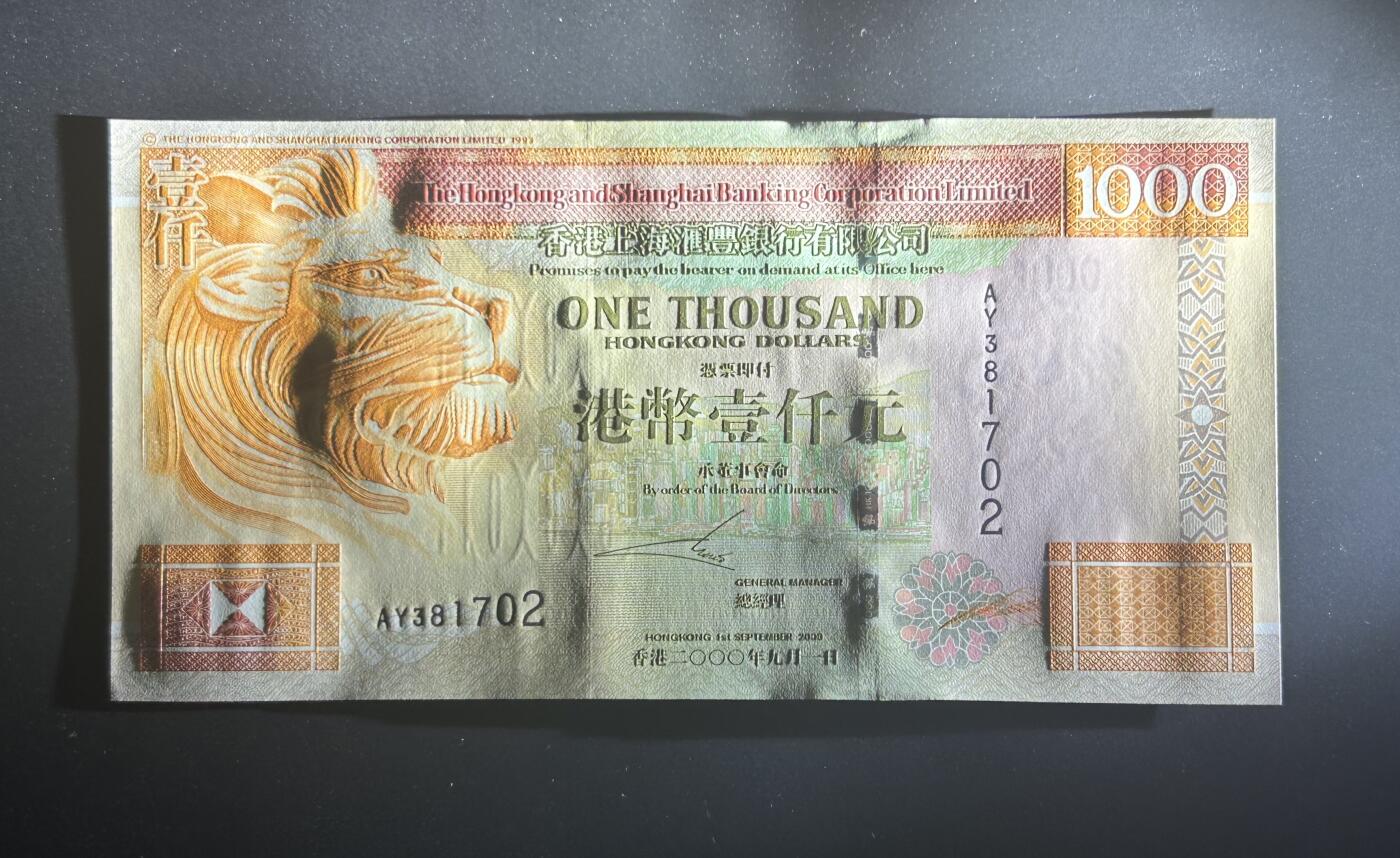 © THE HONGKONG AND SHANGHAI BANKING CORPORATION LIMITED 1993
壹仟
The Hongkong and Shanghai Banking Corporation Limited
1000
香港上海滙豐銀行有限公司
Promises to pay the bearer on demand at its Office here
ONE THOUSAND
HONGKONG DOLLARS
憑票即付
港幣壹仟元
承董事會命
By order of the Board of Directors
AY381702
GENERAL MANAGER
總經理
AY381702
HONGKONG 1st SEPTEMBER 2000
香港二〇〇〇年九月一日